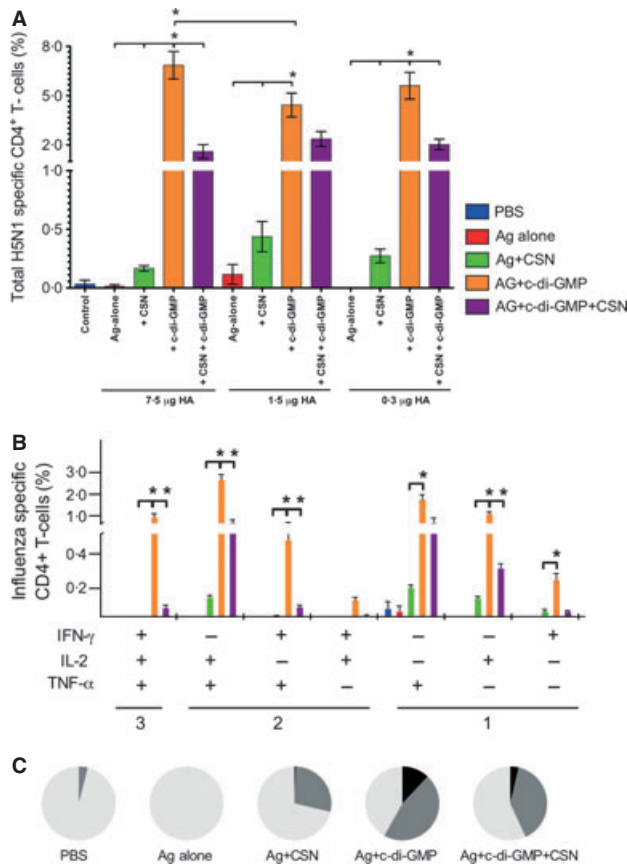 A
*
*
*
*
Total H5N1 specific CD4⁺ T- cells (%)
8·0
5·0
2·0
1·0
0·5
0·0
Control
Ag-alone
+ CSN
+ c-di-GMP
+ CSN + c-di-GMP
Ag-alone
+ CSN
+ c-di-GMP
+ CSN + c-di-GMP
Ag-alone
+ CSN
+ c-di-GMP
+ CSN + c-di-GMP
7·5 µg HA
1·5 µg HA
0·3 µg HA
PBS
Ag alone
Ag+CSN
AG+c-di-GMP
AG+c-di-GMP+CSN
B
Influenza specific
CD4+ T-cells (%)
3·0
2·0
1·0
0·4
0·2
* *
* *
* *
*
* *
*
IFN-γ + – + + – – +
IL-2 + + – + – + –
TNF-α + + + – + – –
3 2 1
C
PBS
Ag alone
Ag+CSN
Ag+c-di-GMP
Ag+c-di-GMP+CSN